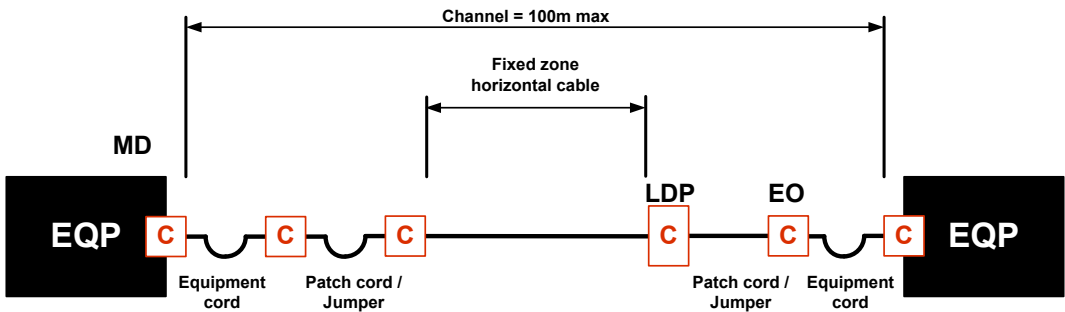 Channel = 100m max
Fixed zone
horizontal cable
MD
LDP
EO
EQP
C
C
C
C
C
C
EQP
Equipment
cord
Patch cord /
Jumper
Patch cord /
Jumper
Equipment
cord